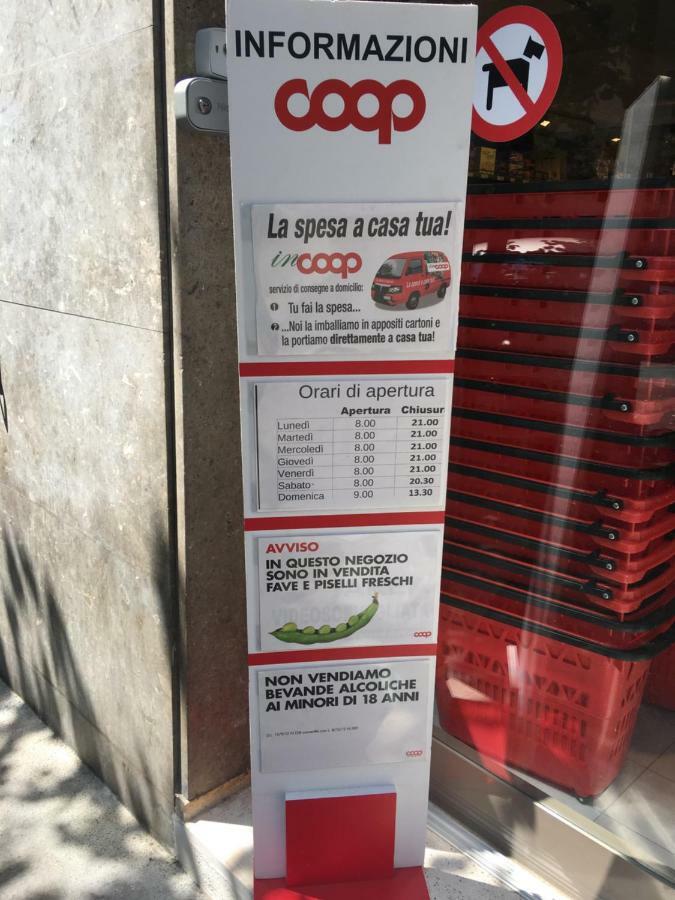 INFORMAZIONI
coop
La spesa a casa tua!
in coop
servizio di consegne a domicilio:
1 Tu fai la spesa...
2 ...Noi la imballiamo in appositi cartoni e
la portiamo direttamente a casa tua!
Orari di apertura
Apertura Chiusur
Lunedì 8.00 21.00
Martedì 8.00 21.00
Mercoledì 8.00 21.00
Giovedì 8.00 21.00
Venerdì 8.00 21.00
Sabato 8.00 20.30
Domenica 9.00 13.30
AVVISO
IN QUESTO NEGOZIO
SONO IN VENDITA
FAVE E PISELLI FRESCHI
coop
NON VENDIAMO
BEVANDE ALCOLICHE
AI MINORI DI 18 ANNI
coop